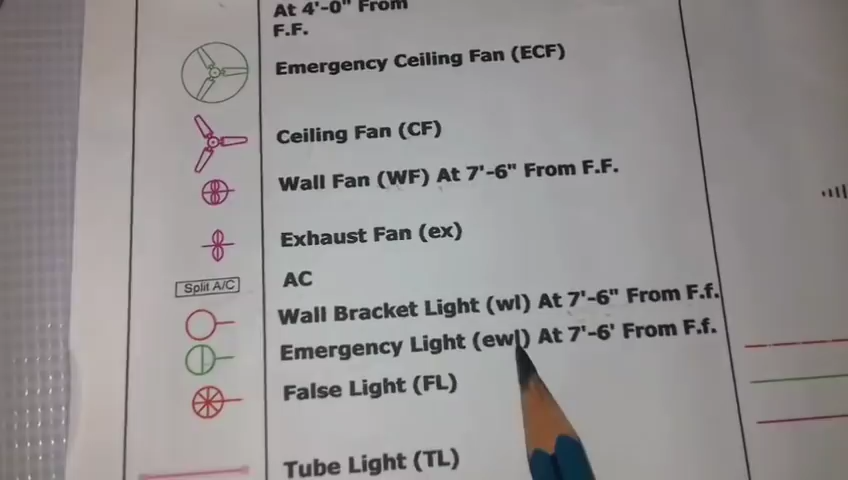 At 4'-0" From
F.F.
Emergency Ceiling Fan (ECF)
Ceiling Fan (CF)
Wall Fan (WF) At 7'-6" From F.F.
Exhaust Fan (ex)
Split A/C AC
Wall Bracket Light (wl) At 7'-6" From F.f.
Emergency Light (ewl) At 7'-6' From F.f.
False Light (FL)
Tube Light (TL)